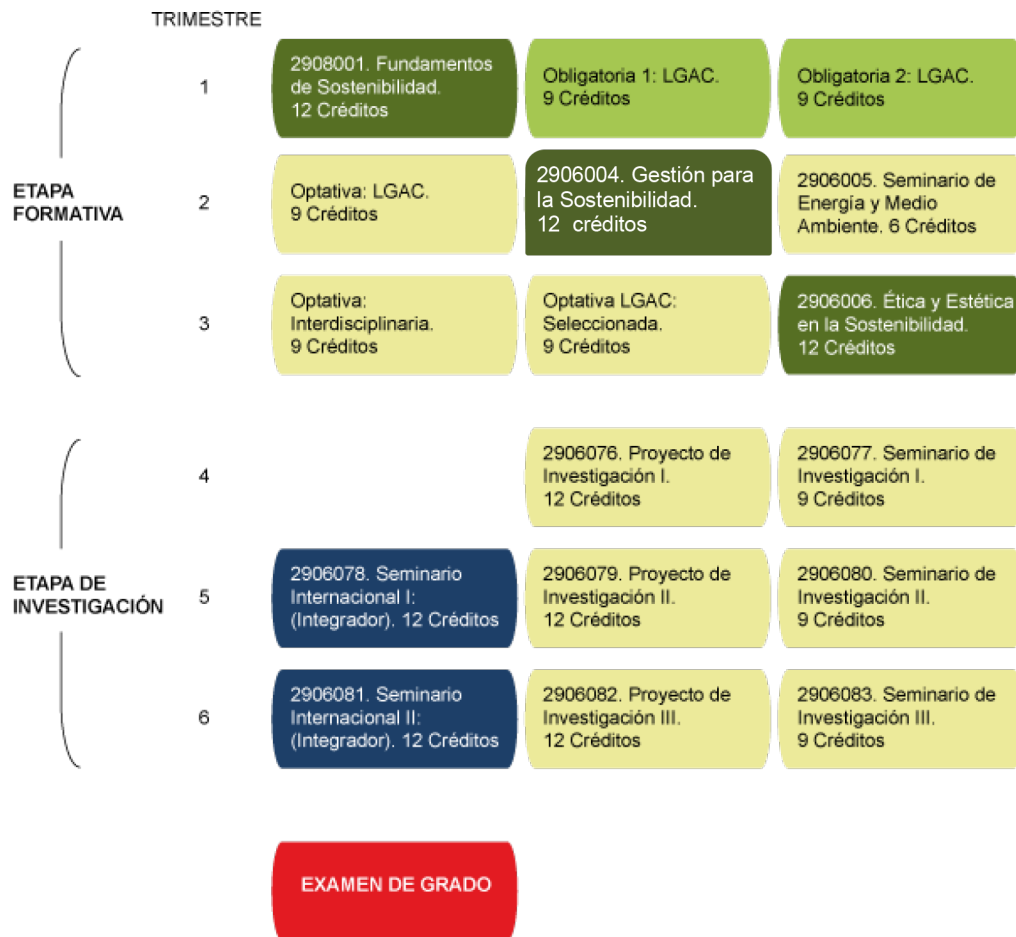 TRIMESTRE
1
2908001. Fundamentos
de Sostenibilidad.
12 Créditos
Obligatoria 1: LGAC.
9 Créditos
Obligatoria 2: LGAC.
9 Créditos
ETAPA
FORMATIVA
2
Optativa: LGAC.
9 Créditos
2906004. Gestión para
la Sostenibilidad.
12 créditos
2906005. Seminario de
Energía y Medio
Ambiente. 6 Créditos
3
Optativa:
Interdisciplinaria.
9 Créditos
Optativa LGAC:
Seleccionada.
9 Créditos
2906006. Ética y Estética
en la Sostenibilidad.
12 Créditos
4
2906076. Proyecto de
Investigación I.
12 Créditos
2906077. Seminario de
Investigación I.
9 Créditos
ETAPA DE
INVESTIGACIÓN
5
2906078. Seminario
Internacional I:
(Integrador). 12 Créditos
2906079. Proyecto de
Investigación II.
12 Créditos
2906080. Seminario de
Investigación II.
9 Créditos
6
2906081. Seminario
Internacional II:
(Integrador). 12 Créditos
2906082. Proyecto de
Investigación III.
12 Créditos
2906083. Seminario de
Investigación III.
9 Créditos
EXAMEN DE GRADO